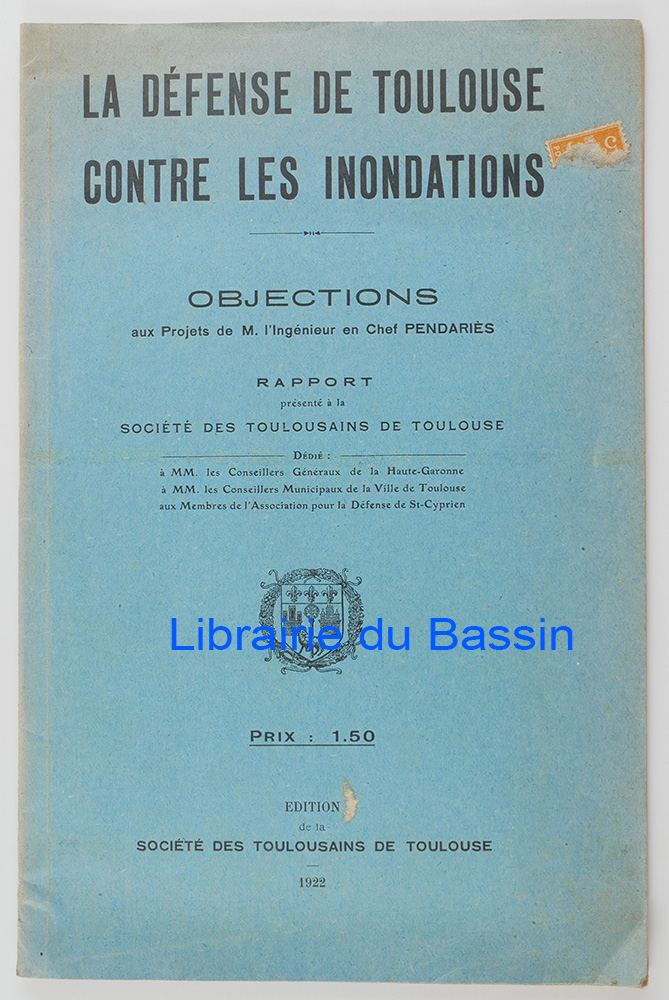 LA DÉFENSE DE TOULOUSE
CONTRE LES INONDATIONS
OBJECTIONS
aux Projets de M. l'Ingénieur en Chef PENDARIÈS
RAPPORT
présenté à la
SOCIÉTÉ DES TOULOUSAINS DE TOULOUSE
DÉDIÉ :
à MM. les Conseillers Généraux de la Haute-Garonne
à MM. les Conseillers Municipaux de la Ville de Toulouse
aux Membres de l'Association pour la Défense de St-Cyprien
Librairie du Bassin
PRIX : 1.50
EDITION
de la
SOCIÉTÉ DES TOULOUSAINS DE TOULOUSE
1922